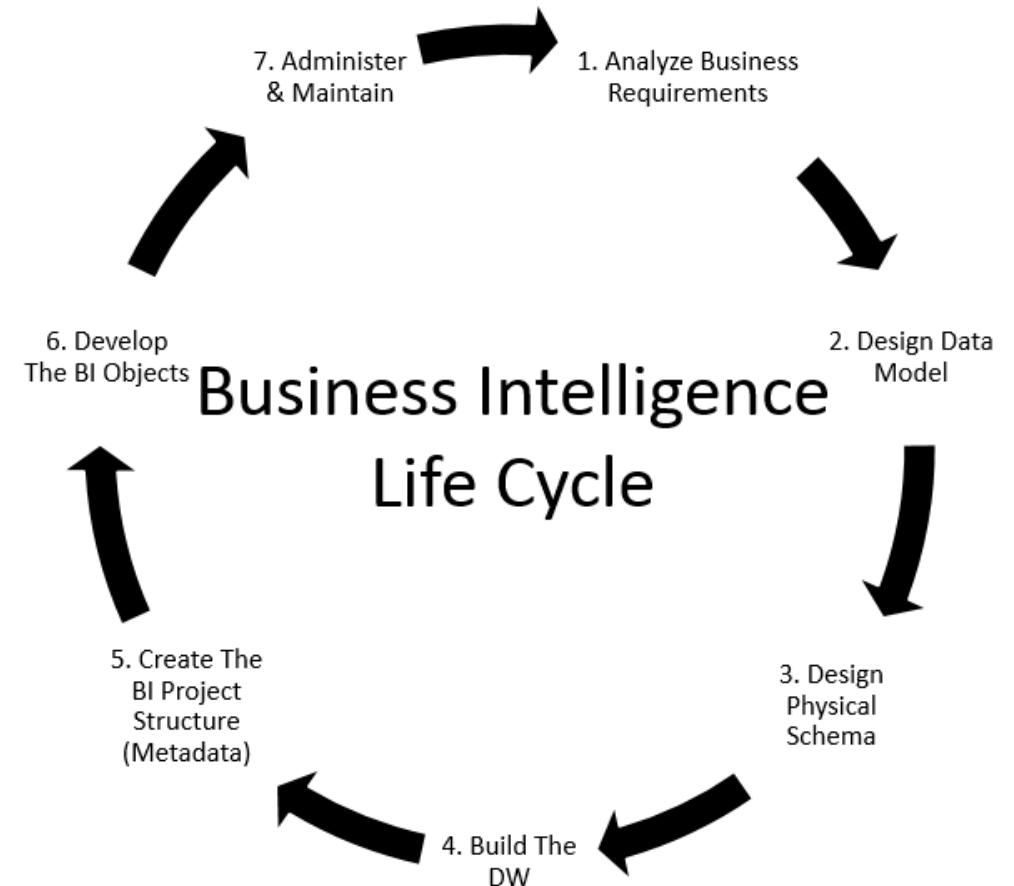 7. Administer
& Maintain
1. Analyze Business
Requirements
6. Develop
The BI Objects
2. Design Data
Model
Business Intelligence
Life Cycle
5. Create The
BI Project
Structure
(Metadata)
3. Design
Physical
Schema
4. Build The
DW